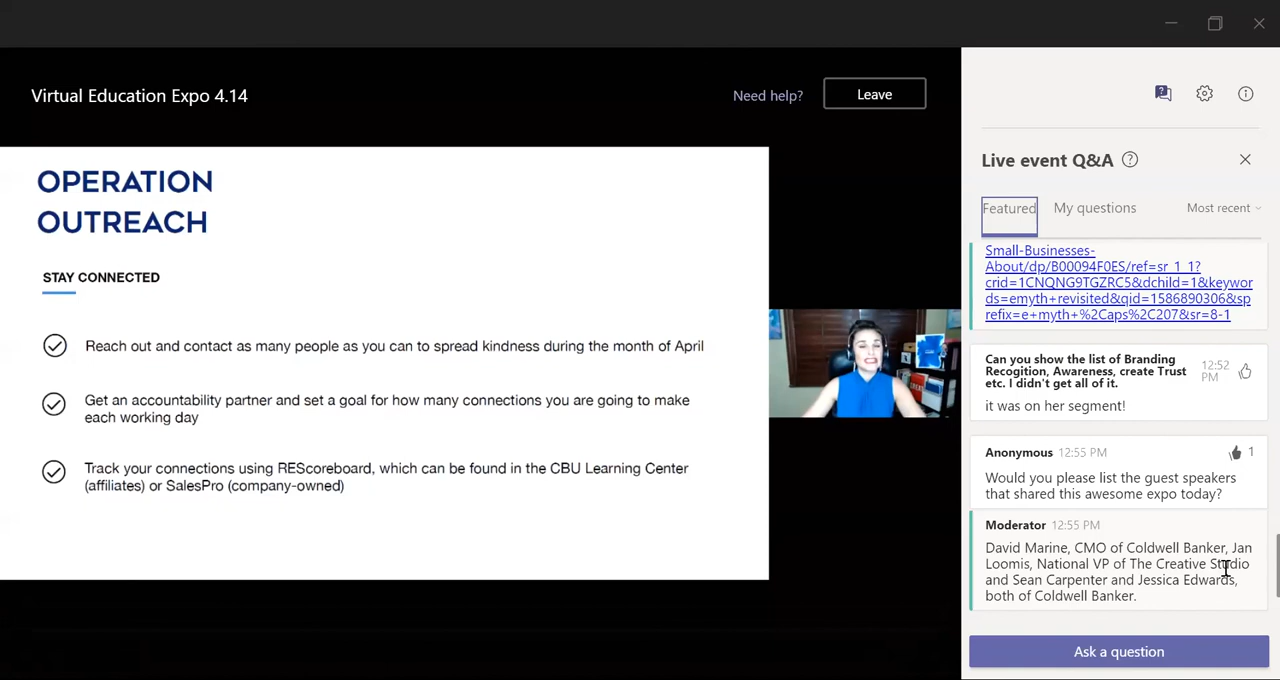 Virtual Education Expo 4.14
Need help?
Leave
OPERATION
OUTREACH
STAY CONNECTED
Reach out and contact as many people as you can to spread kindness during the month of April
Get an accountability partner and set a goal for how many connections you are going to make
each working day
Track your connections using REScoreboard, which can be found in the CBU Learning Center
(affiliates) or SalesPro (company-owned)
Live event Q&A
Featured
My questions
Most recent
Small-Businesses-
About/dp/B00094F0ES/ref=sr_1_1?
crid=1CNQNG9TGZRC5&dchild=1&keywor
ds=emyth+revisited&qid=1586890306&sp
refix=e+myth+%2Caps%2C207&sr=8-1
Can you show the list of Branding
Recogition, Awareness, create Trust
etc. I didn't get all of it.
12:52
PM
it was on her segment!
Anonymous 12:55 PM
1
Would you please list the guest speakers
that shared this awesome expo today?
Moderator 12:55 PM
David Marine, CMO of Coldwell Banker, Jan
Loomis, National VP of The Creative Studio
and Sean Carpenter and Jessica Edwards,
both of Coldwell Banker.
Ask a question